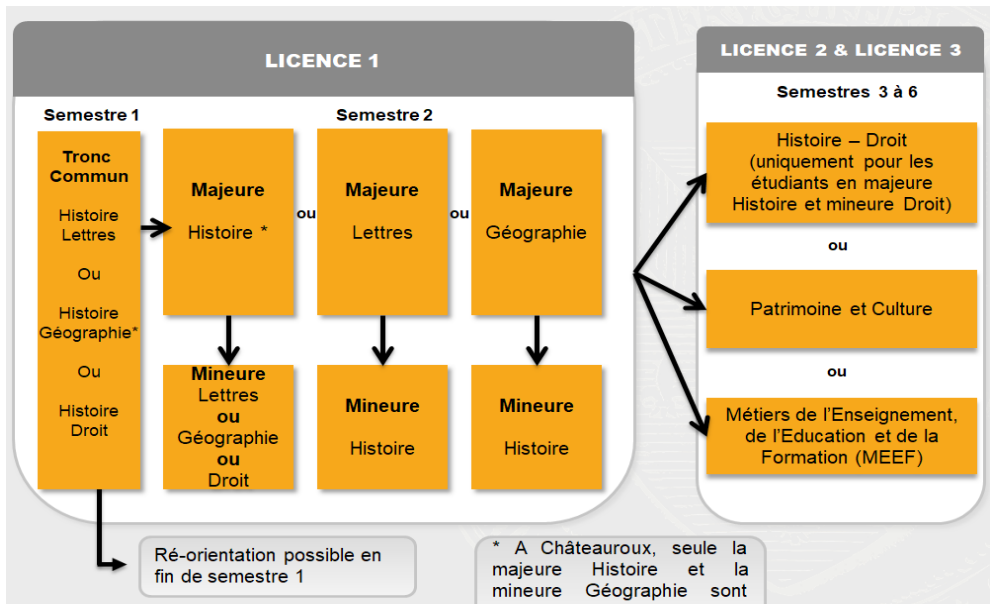 LICENCE 1
Semestre 1
Tronc
Commun
Histoire
Lettres
Ou
Histoire
Géographie*
Ou
Histoire
Droit
Semestre 2
Majeure
Histoire *
ou
Majeure
Lettres
ou
Majeure
Géographie
Mineure
Lettres
ou
Géographie
ou
Droit
Mineure
Histoire
Mineure
Histoire
Ré-orientation possible en
fin de semestre 1
* A Châteauroux, seule la
majeure Histoire et la
mineure Géographie sont
LICENCE 2 & LICENCE 3
Semestres 3 à 6
Histoire – Droit
(uniquement pour les
étudiants en majeure
Histoire et mineure Droit)
ou
Patrimoine et Culture
ou
Métiers de l’Enseignement,
de l’Education et de la
Formation (MEEF)